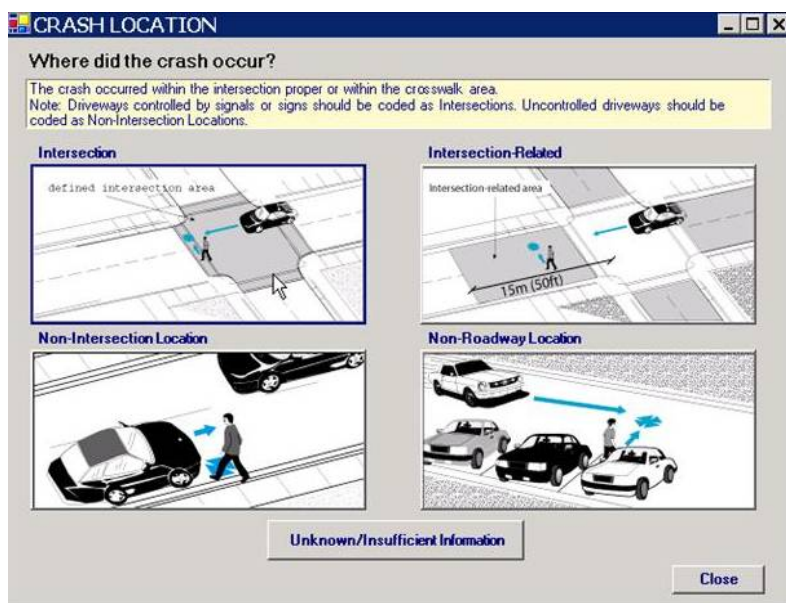 CRASH LOCATION
Where did the crash occur?
The crash occurred within the intersection proper or within the crosswalk area.
Note: Driveways controlled by signals or signs should be coded as Intersections. Uncontrolled driveways should be
coded as Non-Intersection Locations.
Intersection
defined intersection area
Intersection-Related
Intersection-related area
15m (50ft)
Non-Intersection Location
Non-Roadway Location
Unknown/Insufficient Information
Close